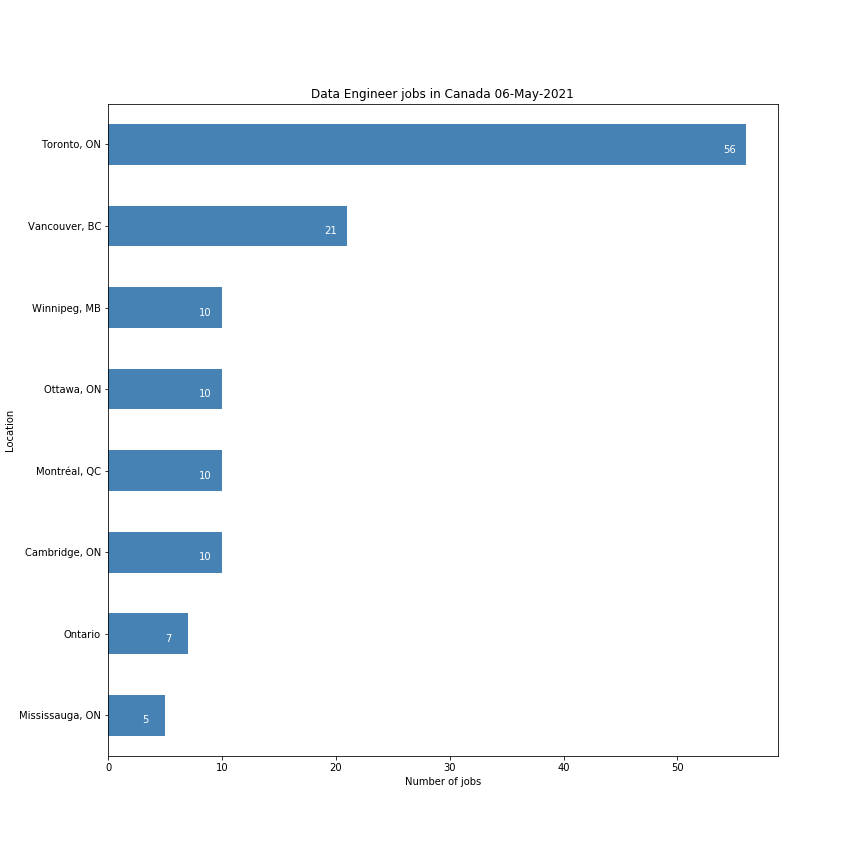 Data Engineer jobs in Canada 06-May-2021
Toronto, ON
56
Vancouver, BC
21
Winnipeg, MB
10
Ottawa, ON
10
Montréal, QC
10
Cambridge, ON
10
Ontario
7
Mississauga, ON
5
Location
0 10 20 30 40 50
Number of jobs